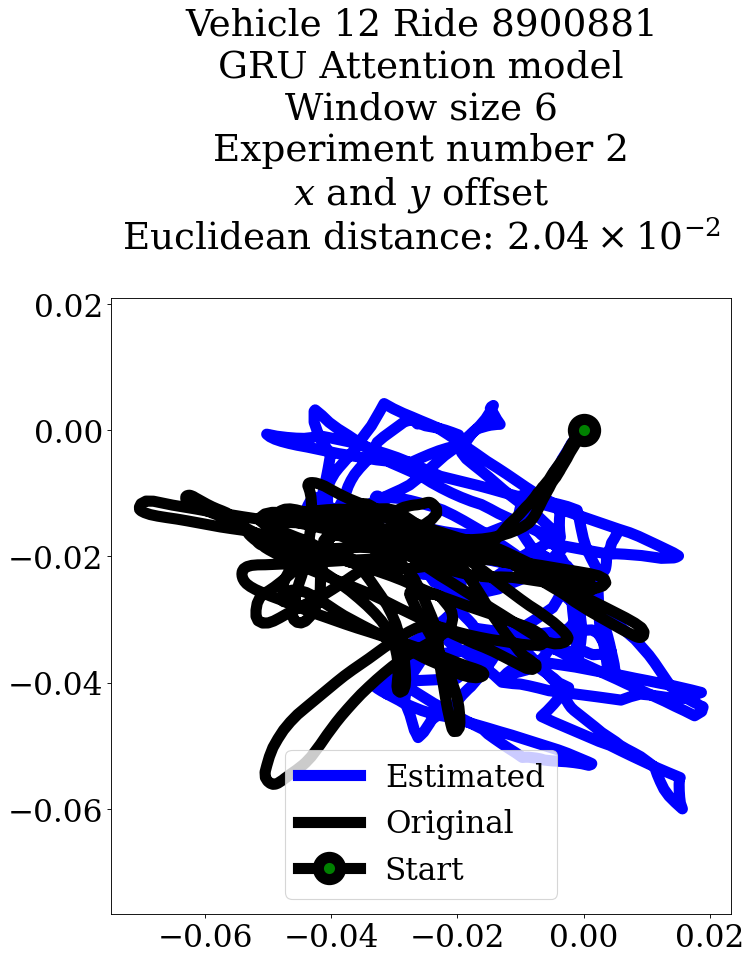 Vehicle 12 Ride 8900881
GRU Attention model
Window size 6
Experiment number 2
x and y offset
Euclidean distance: 2.04 × 10⁻²
0.02
0.00
−0.02
−0.04
−0.06
Estimated
Original
Start
−0.06 −0.04 −0.02 0.00 0.02